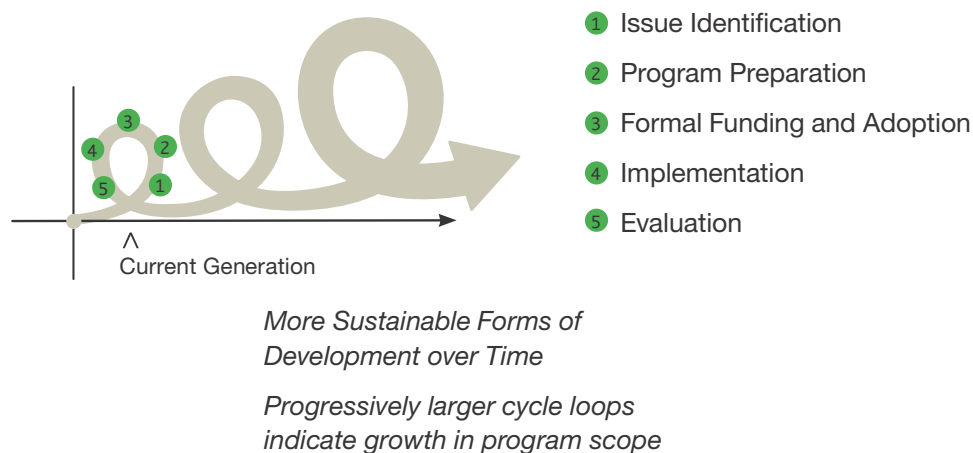 3
2
4
5
1
^
Current Generation
1 Issue Identification
2 Program Preparation
3 Formal Funding and Adoption
4 Implementation
5 Evaluation
More Sustainable Forms of
Development over Time
Progressively larger cycle loops
indicate growth in program scope